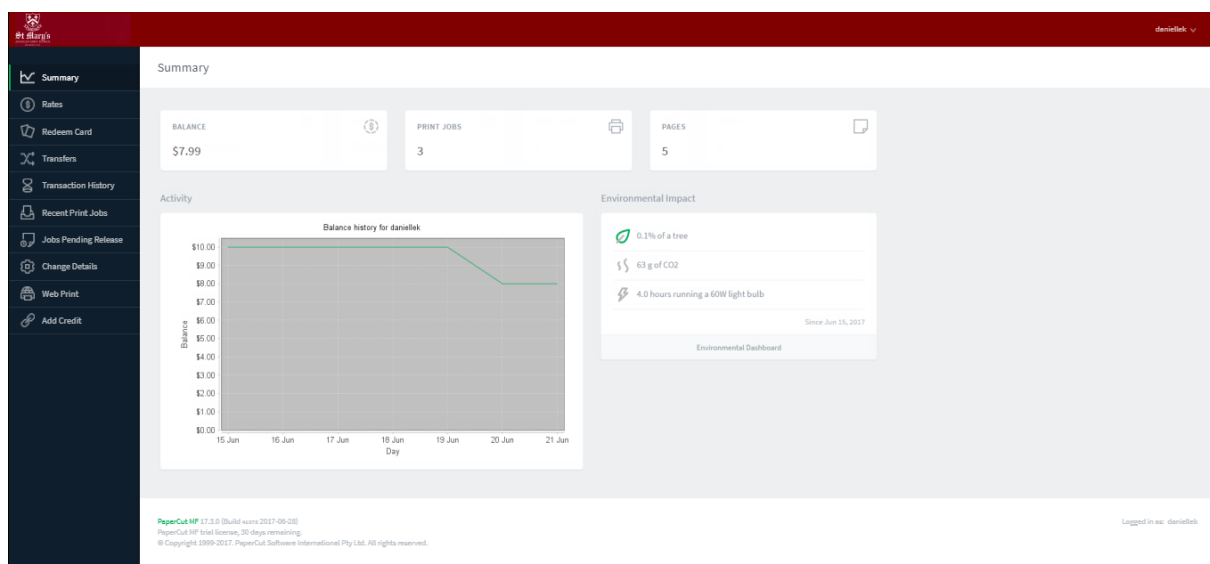 St Mary's
daniellek
Summary
Rates
Redeem Card
Transfers
Transaction History
Recent Print Jobs
Jobs Pending Release
Change Details
Web Print
Add Credit
Summary
BALANCE
$7.99
PRINT JOBS
3
PAGES
5
Activity
Balance history for daniellek
$10.00
$9.00
$8.00
$7.00
$6.00
$5.00
$4.00
$3.00
$2.00
$1.00
$0.00
Balance
15 Jun 16 Jun 17 Jun 18 Jun 19 Jun 20 Jun 21 Jun
Day
Environmental Impact
0.1% of a tree
63 g of CO2
4.0 hours running a 60W light bulb
Since Jun 15, 2017
Environmental Dashboard
PaperCut MF 17.3.0 (Build 2017-06-28)
PaperCut MF trial license, 30 days remaining.
© Copyright 1999-2017. PaperCut Software International Pty Ltd. All rights reserved.
Logged in as: daniellek